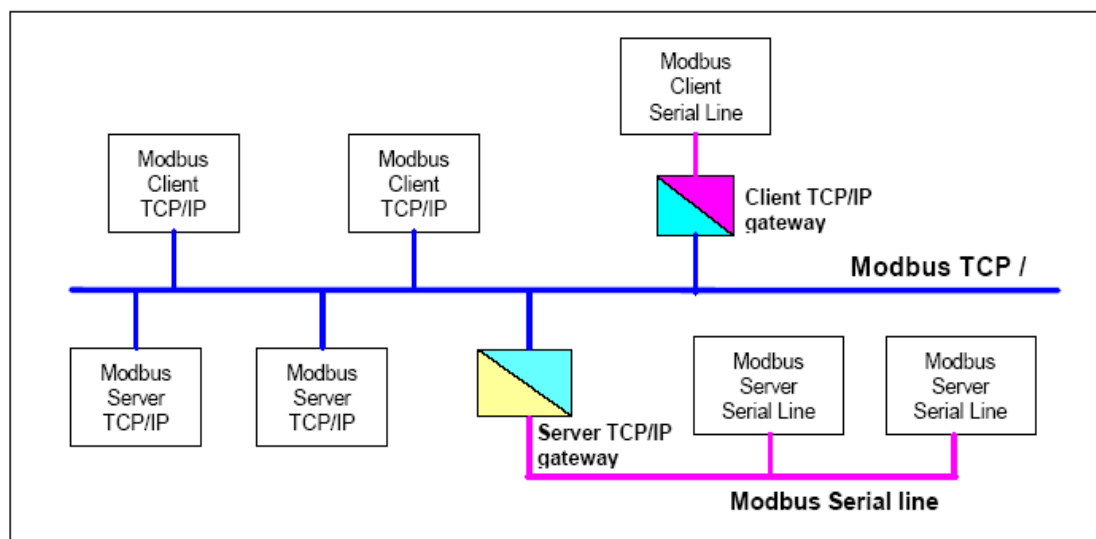 Modbus
Client
Serial Line
Modbus
Client
TCP/IP
Modbus
Client
TCP/IP
Client TCP/IP
gateway
Modbus TCP /
Modbus
Server
TCP/IP
Modbus
Server
TCP/IP
Modbus
Server
Serial Line
Modbus
Server
Serial Line
Server TCP/IP
gateway
Modbus Serial line